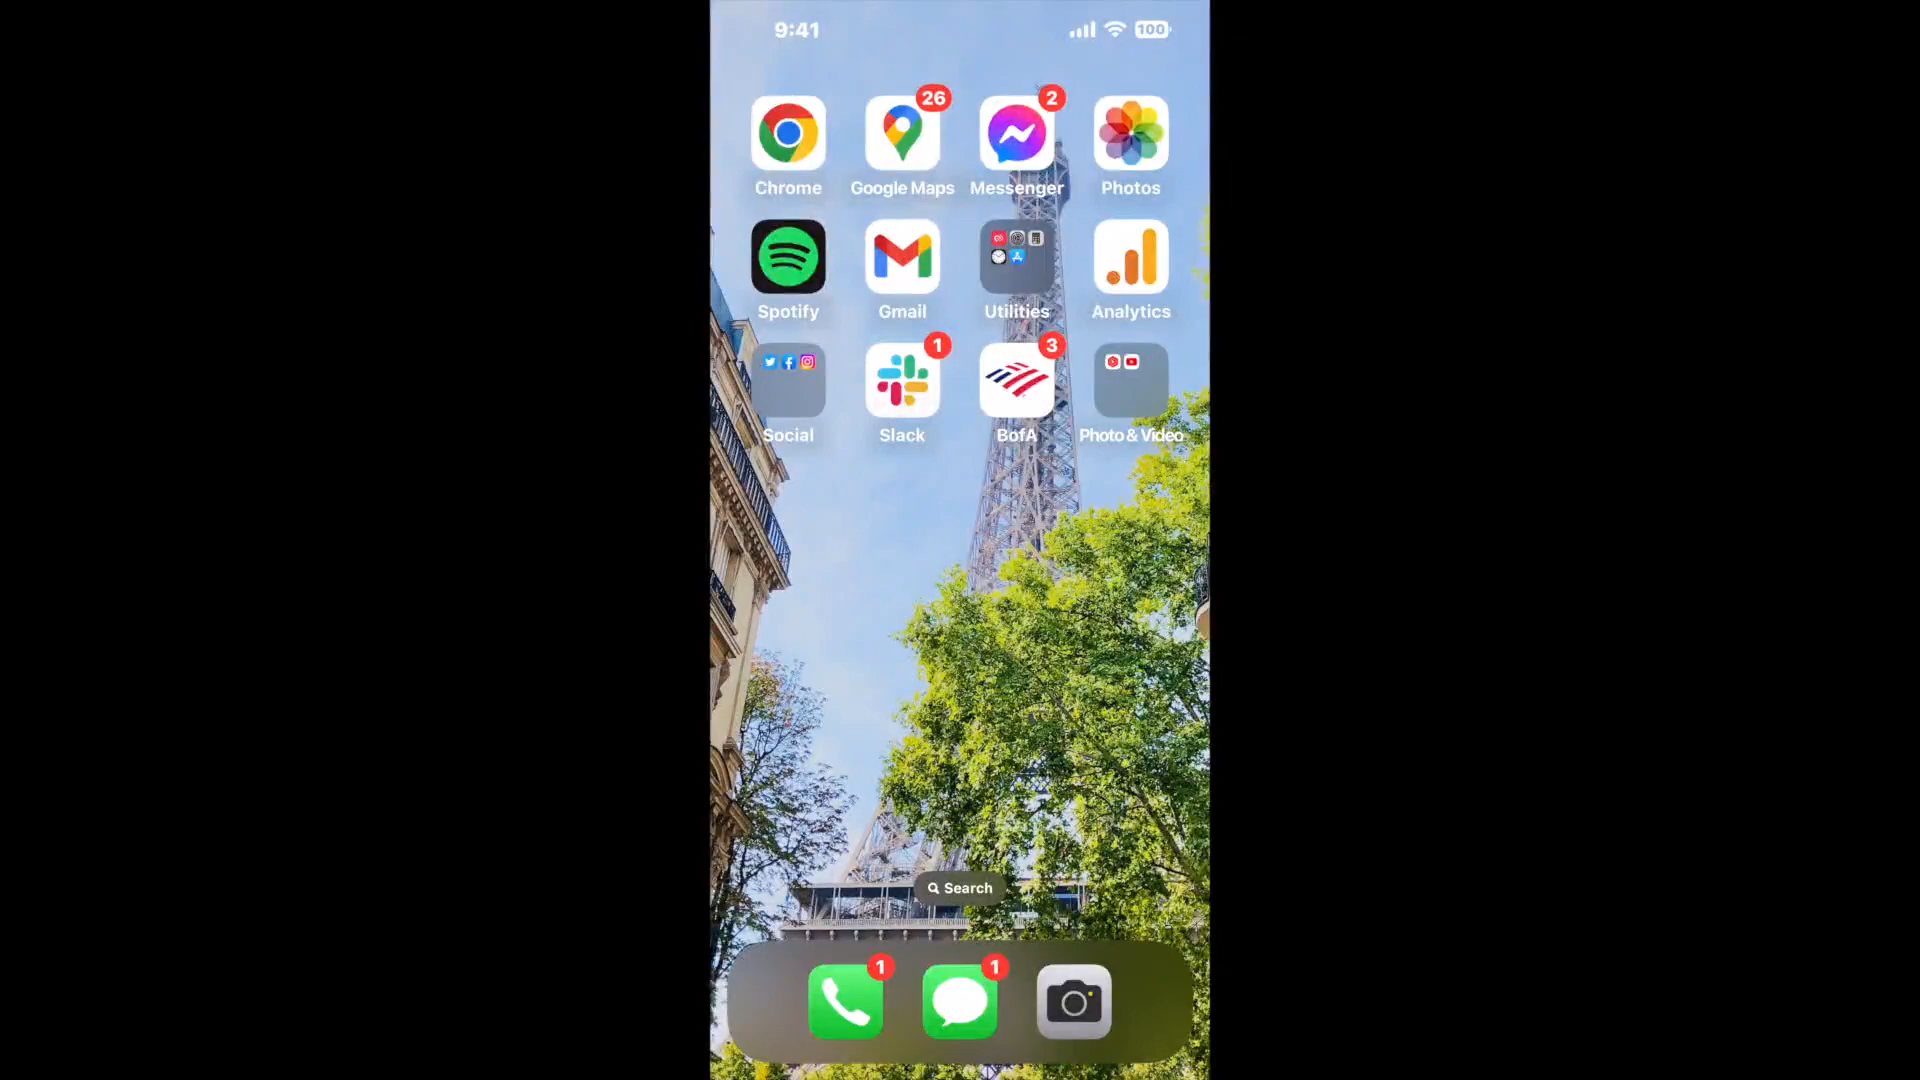 9:41
100
26
2
Chrome
Google Maps
Messenger
Photos
Spotify
Gmail
Utilities
Analytics
1
3
Social
Slack
BofA
Photo & Video
Search
1
1